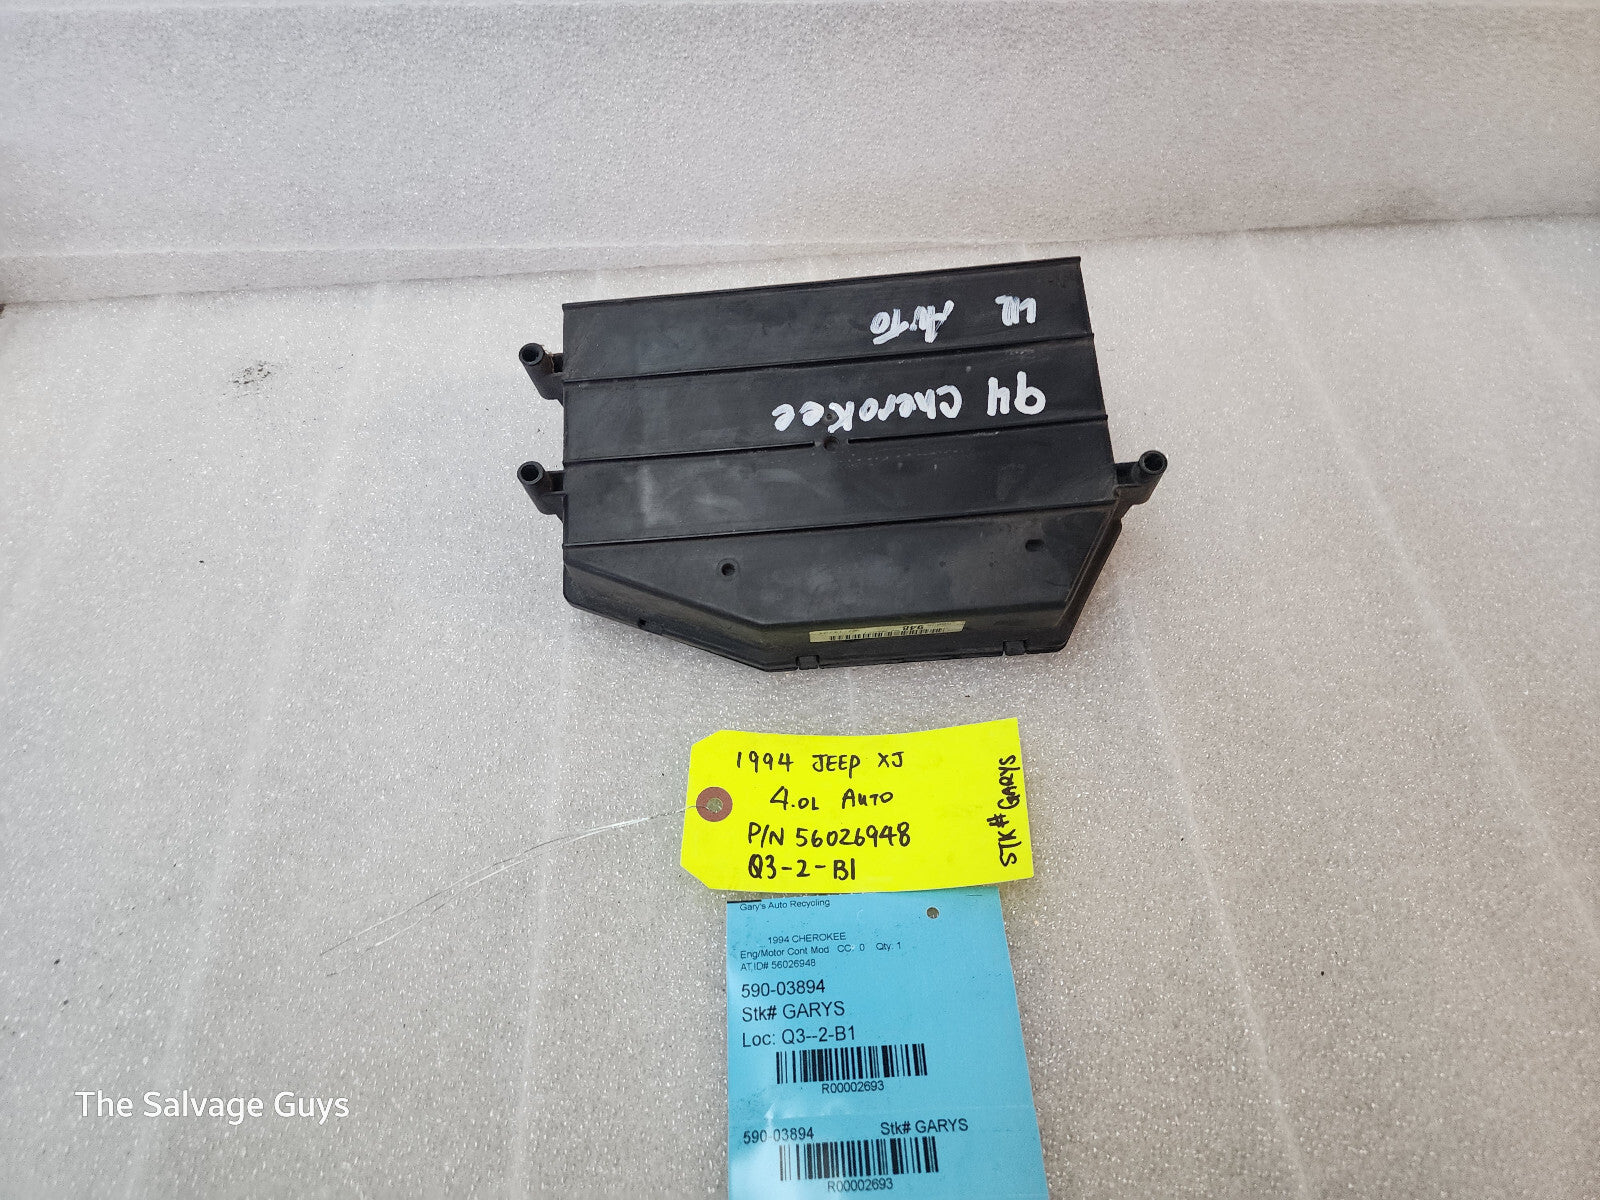 4L AUTO
94 Cherokee
948
1994 JEEP XJ
4.0L AUTO
P/N 56026948
Q3-2-B1
STK# GARYS
Gary's Auto Recycling
1994 CHEROKEE
Eng/Motor Cont Mod CC. 0 Qty. 1
AT.ID# 56026948
590-03894
Stk# GARYS
Loc: Q3--2-B1
R00002693
590-03894 Stk# GARYS
R00002693
The Salvage Guys